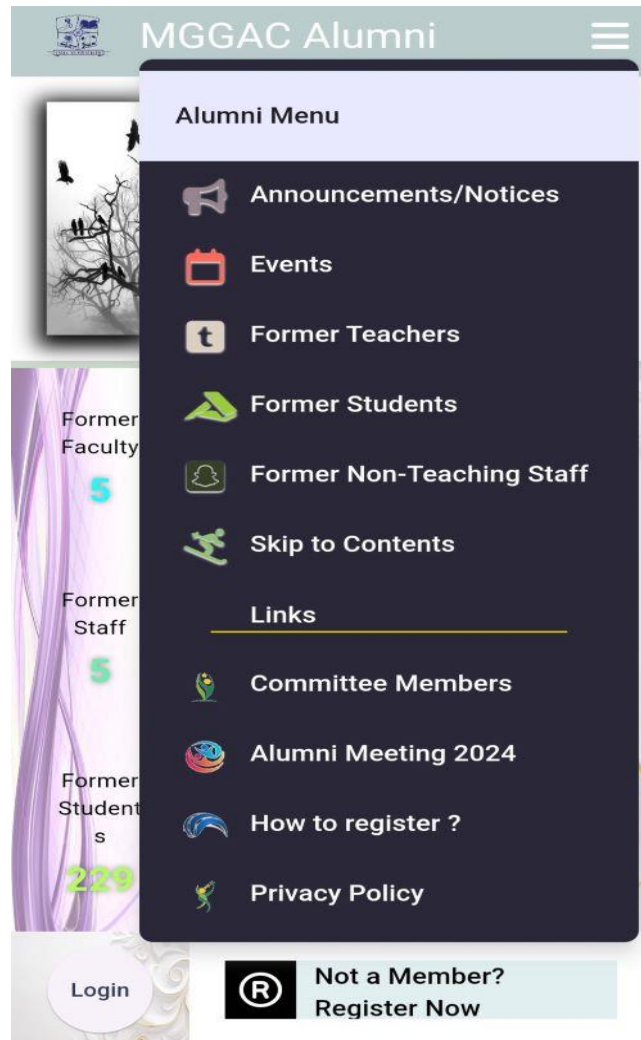 MGGAC Alumni
Alumni Menu
Announcements/Notices
Events
t
Former Teachers
Former Students
Former Non-Teaching Staff
Skip to Contents
Links
Committee Members
Alumni Meeting 2024
How to register ?
Privacy Policy
Former
Faculty
5
Former
Staff
5
Former
Student
s
229
Login
®
Not a Member?
Register Now